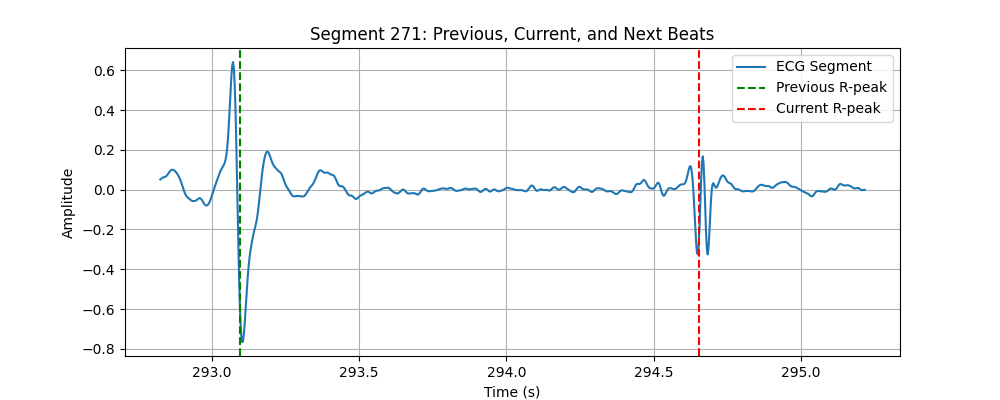 Segment 271: Previous, Current, and Next Beats
ECG Segment
Previous R-peak
Current R-peak
Amplitude
0.6
0.4
0.2
0.0
−0.2
−0.4
−0.6
−0.8
293.0 293.5 294.0 294.5 295.0
Time (s)